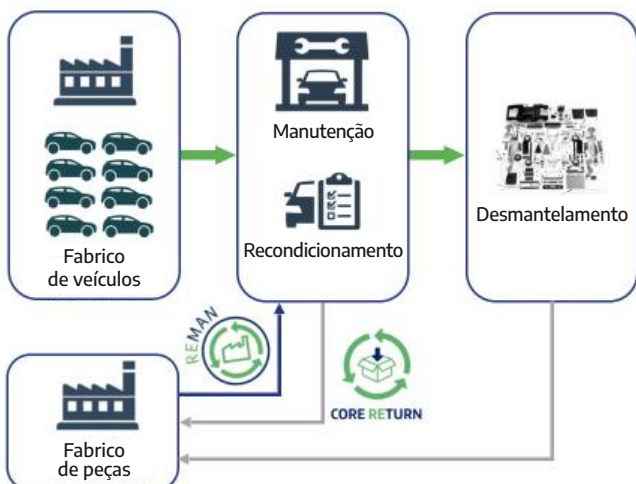 Manutenção
Recondicionamento
Desmantelamento
Fabrico
de veículos
REMAN
CORE RETURN
Fabrico
de peças